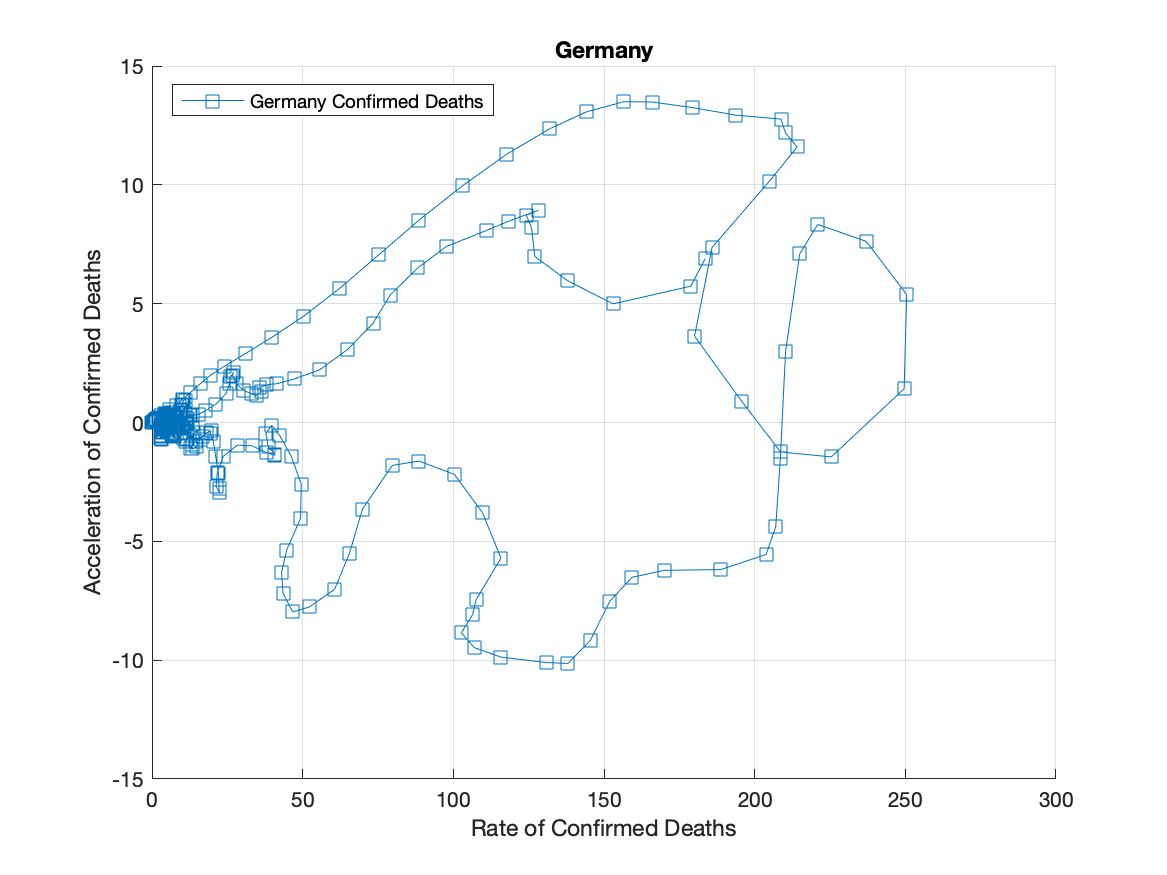 Germany
15
Germany Confirmed Deaths
10
5
0
-5
-10
-15
Acceleration of Confirmed Deaths
0 50 100 150 200 250 300
Rate of Confirmed Deaths